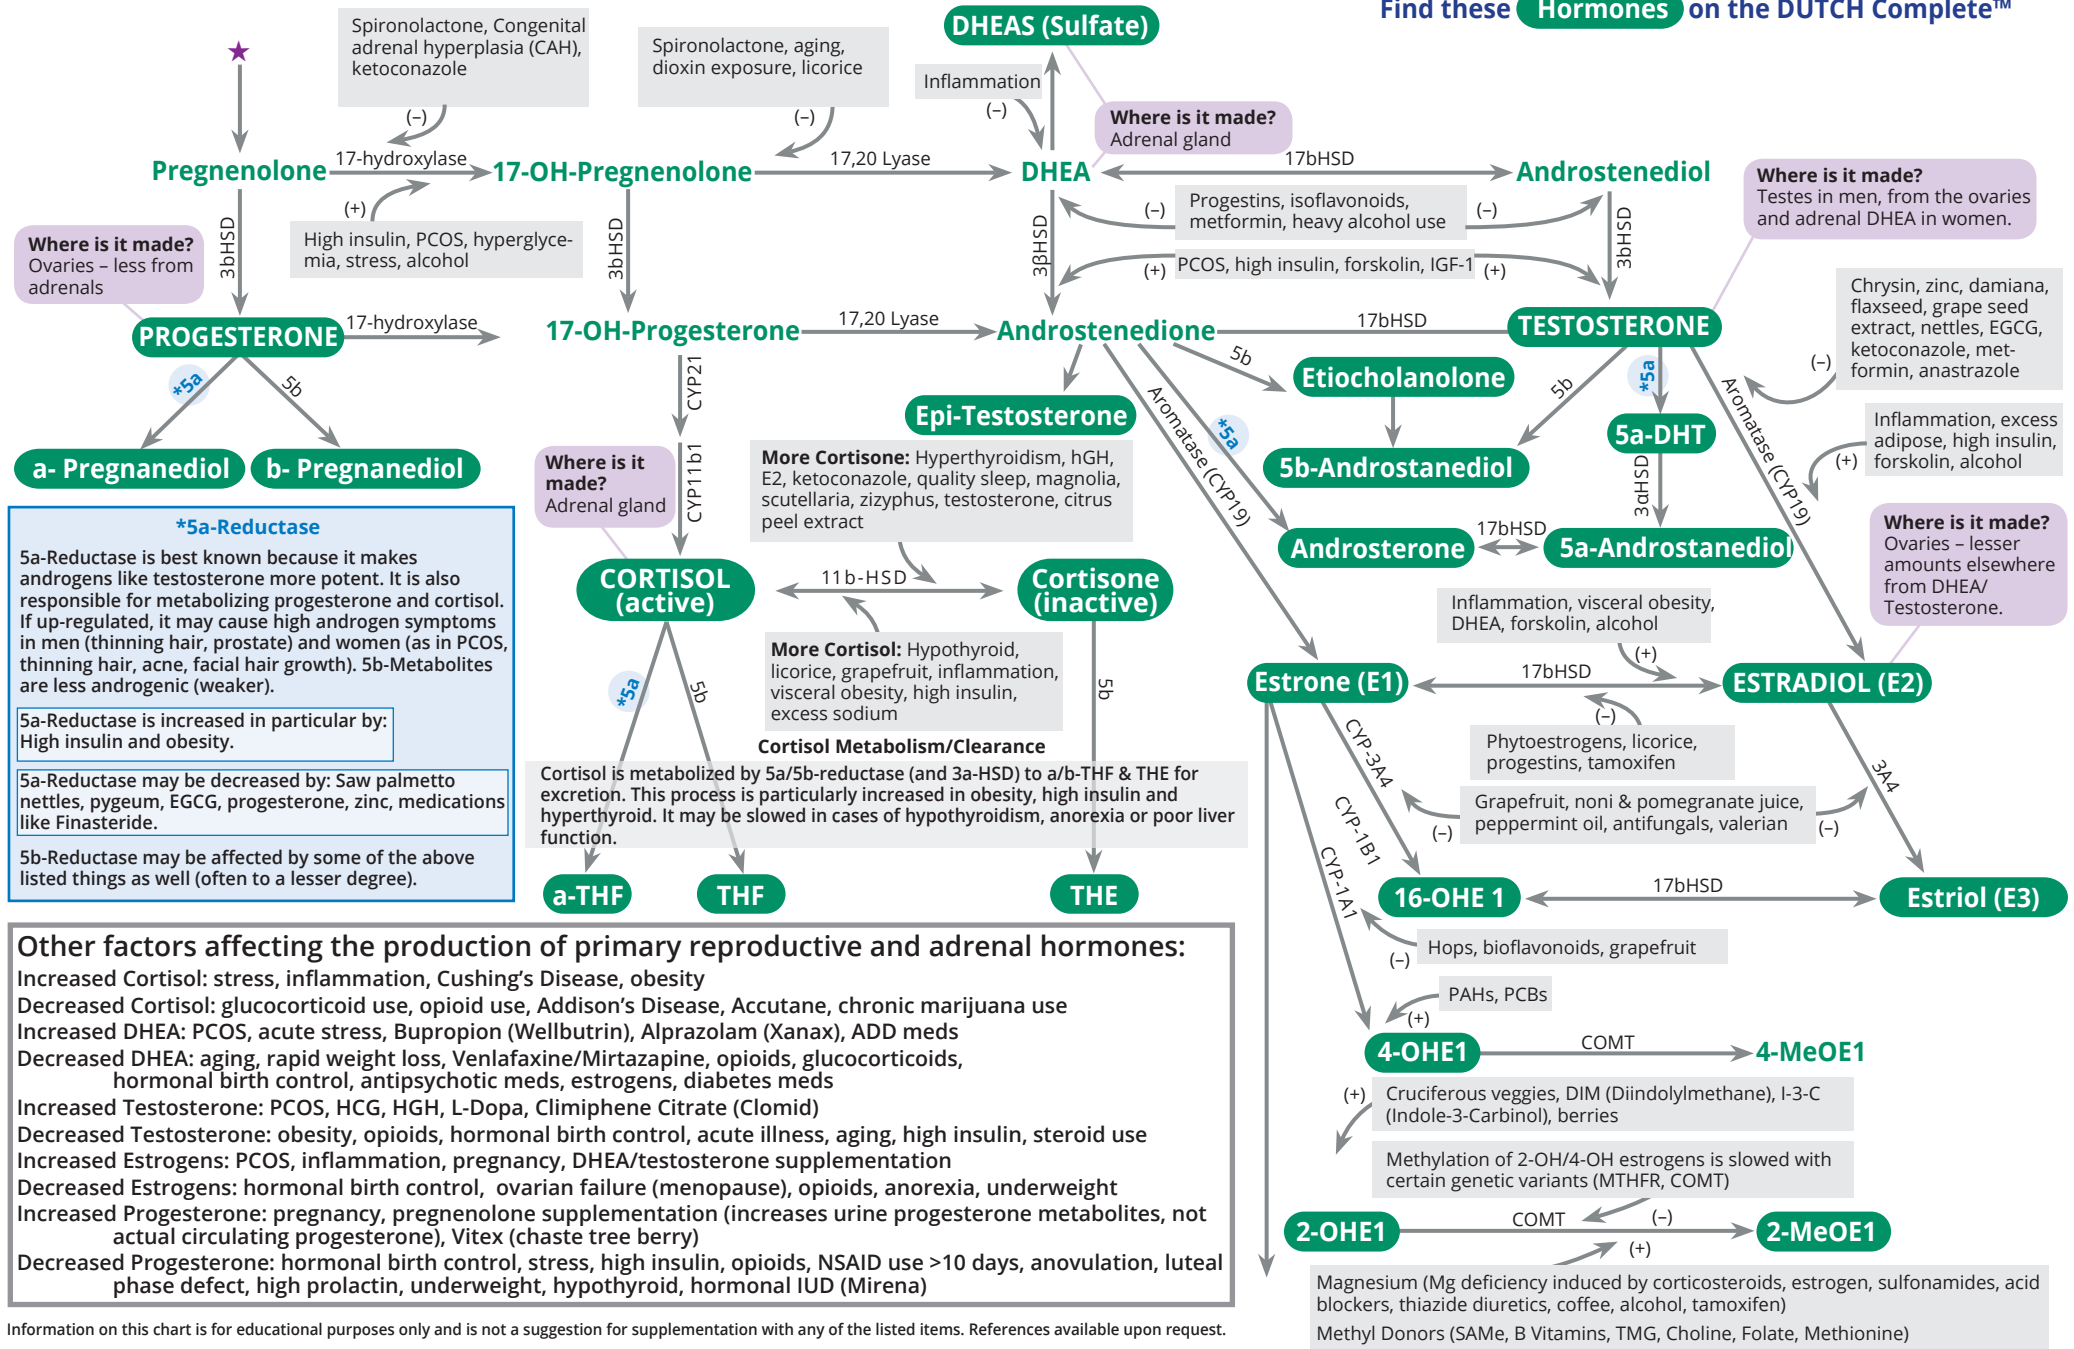 Find these Hormones on the DUTCH Complete™
Spironolactone, Congenital
adrenal hyperplasia (CAH),
ketoconazole
(–)
Spironolactone, aging,
dioxin exposure, licorice
(–)
DHEAS (Sulfate)
Inflammation
(–)
Where is it made?
Adrenal gland
Pregnenolone
17-hydroxylase
17-OH-Pregnenolone
17,20 Lyase
DHEA
17bHSD
Androstenediol
Where is it made?
Testes in men, from the ovaries
and adrenal DHEA in women.
(+)
High insulin, PCOS, hyperglyce-
mia, stress, alcohol
(–)
Progestins, isoflavonoids,
metformin, heavy alcohol use
(–)
(+)
PCOS, high insulin, forskolin, IGF-1
(+)
3bHSD
3bHSD
3βHSD
3bHSD
Where is it made?
Ovaries – less from
adrenals
PROGESTERONE
17-hydroxylase
17-OH-Progesterone
17,20 Lyase
Androstenedione
17bHSD
TESTOSTERONE
Chrysin, zinc, damiana,
flaxseed, grape seed
extract, nettles, EGCG,
ketoconazole, met-
formin, anastrazole
(–)
Inflammation, excess
adipose, high insulin,
forskolin, alcohol
(+)
*5a
5b
a- Pregnanediol
b- Pregnanediol
CYP21
CYP11b1
Epi-Testosterone
Aromatase (CYP19)
*5a
5b
Etiocholanolone
5b
*5a
Aromatase (CYP19)
5a-DHT
5b-Androstanediol
3αHSD
Androsterone
17bHSD
5a-Androstanediol
Where is it
made?
Adrenal gland
More Cortisone: Hyperthyroidism, hGH,
E2, ketoconazole, quality sleep, magnolia,
scutellaria, zizyphus, testosterone, citrus
peel extract
CORTISOL
(active)
11b-HSD
Cortisone
(inactive)
More Cortisol: Hypothyroid,
licorice, grapefruit, inflammation,
visceral obesity, high insulin,
excess sodium
*5a
5b
5b
Cortisol Metabolism/Clearance
Cortisol is metabolized by 5a/5b-reductase (and 3a-HSD) to a/b-THF & THE for
excretion. This process is particularly increased in obesity, high insulin and
hyperthyroid. It may be slowed in cases of hypothyroidism, anorexia or poor liver
function.
a-THF
THF
THE
*5a-Reductase
5a-Reductase is best known because it makes
androgens like testosterone more potent. It is also
responsible for metabolizing progesterone and cortisol.
If up-regulated, it may cause high androgen symptoms
in men (thinning hair, prostate) and women (as in PCOS,
thinning hair, acne, facial hair growth). 5b-Metabolites
are less androgenic (weaker).
5a-Reductase is increased in particular by:
High insulin and obesity.
5a-Reductase may be decreased by: Saw palmetto
nettles, pygeum, EGCG, progesterone, zinc, medications
like Finasteride.
5b-Reductase may be affected by some of the above
listed things as well (often to a lesser degree).
Where is it made?
Ovaries – lesser
amounts elsewhere
from DHEA/
Testosterone.
Inflammation, visceral obesity,
DHEA, forskolin, alcohol
(+)
Estrone (E1)
17bHSD
ESTRADIOL (E2)
(–)
Phytoestrogens, licorice,
progestins, tamoxifen
CYP-3A4
3A4
Grapefruit, noni & pomegranate juice,
peppermint oil, antifungals, valerian
(–)
(–)
CYP-1B1
CYP-1A1
16-OHE 1
17bHSD
Estriol (E3)
Hops, bioflavonoids, grapefruit
(–)
PAHs, PCBs
(+)
4-OHE1
COMT
4-MeOE1
(+)
Cruciferous veggies, DIM (Diindolylmethane), I-3-C
(Indole-3-Carbinol), berries
Methylation of 2-OH/4-OH estrogens is slowed with
certain genetic variants (MTHFR, COMT)
2-OHE1
COMT
(–)
2-MeOE1
(+)
Magnesium (Mg deficiency induced by corticosteroids, estrogen, sulfonamides, acid
blockers, thiazide diuretics, coffee, alcohol, tamoxifen)
Methyl Donors (SAMe, B Vitamins, TMG, Choline, Folate, Methionine)
Other factors affecting the production of primary reproductive and adrenal hormones:
Increased Cortisol: stress, inflammation, Cushing’s Disease, obesity
Decreased Cortisol: glucocorticoid use, opioid use, Addison’s Disease, Accutane, chronic marijuana use
Increased DHEA: PCOS, acute stress, Bupropion (Wellbutrin), Alprazolam (Xanax), ADD meds
Decreased DHEA: aging, rapid weight loss, Venlafaxine/Mirtazapine, opioids, glucocorticoids,
hormonal birth control, antipsychotic meds, estrogens, diabetes meds
Increased Testosterone: PCOS, HCG, HGH, L-Dopa, Climiphene Citrate (Clomid)
Decreased Testosterone: obesity, opioids, hormonal birth control, acute illness, aging, high insulin, steroid use
Increased Estrogens: PCOS, inflammation, pregnancy, DHEA/testosterone supplementation
Decreased Estrogens: hormonal birth control, ovarian failure (menopause), opioids, anorexia, underweight
Increased Progesterone: pregnancy, pregnenolone supplementation (increases urine progesterone metabolites, not
actual circulating progesterone), Vitex (chaste tree berry)
Decreased Progesterone: hormonal birth control, stress, high insulin, opioids, NSAID use >10 days, anovulation, luteal
phase defect, high prolactin, underweight, hypothyroid, hormonal IUD (Mirena)
Information on this chart is for educational purposes only and is not a suggestion for supplementation with any of the listed items. References available upon request.